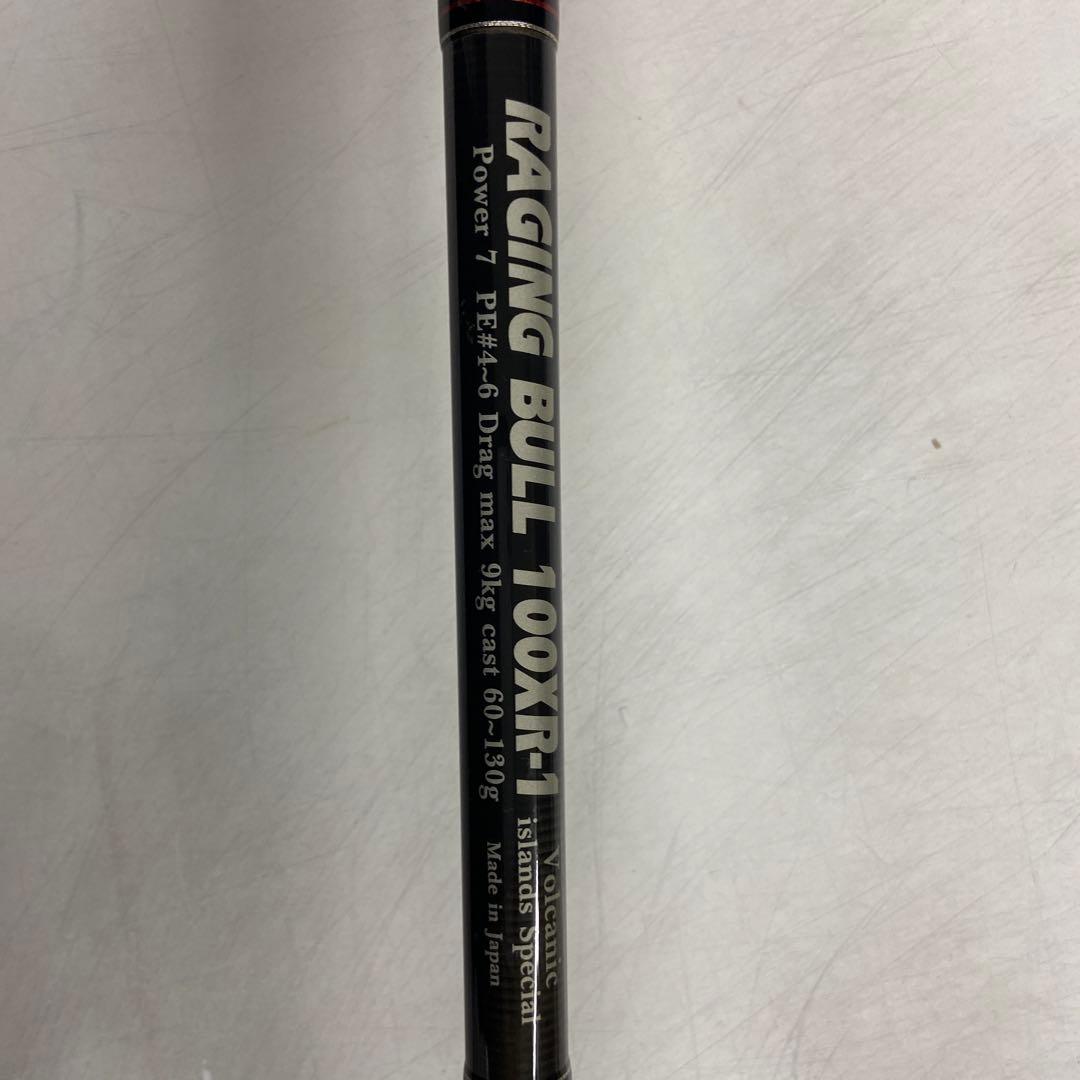 RAGING BULL 100XR-1
Volcanic
islands Special
Power 7 PE#4~6 Drag max 9kg cast 60~130g
Made in Japan